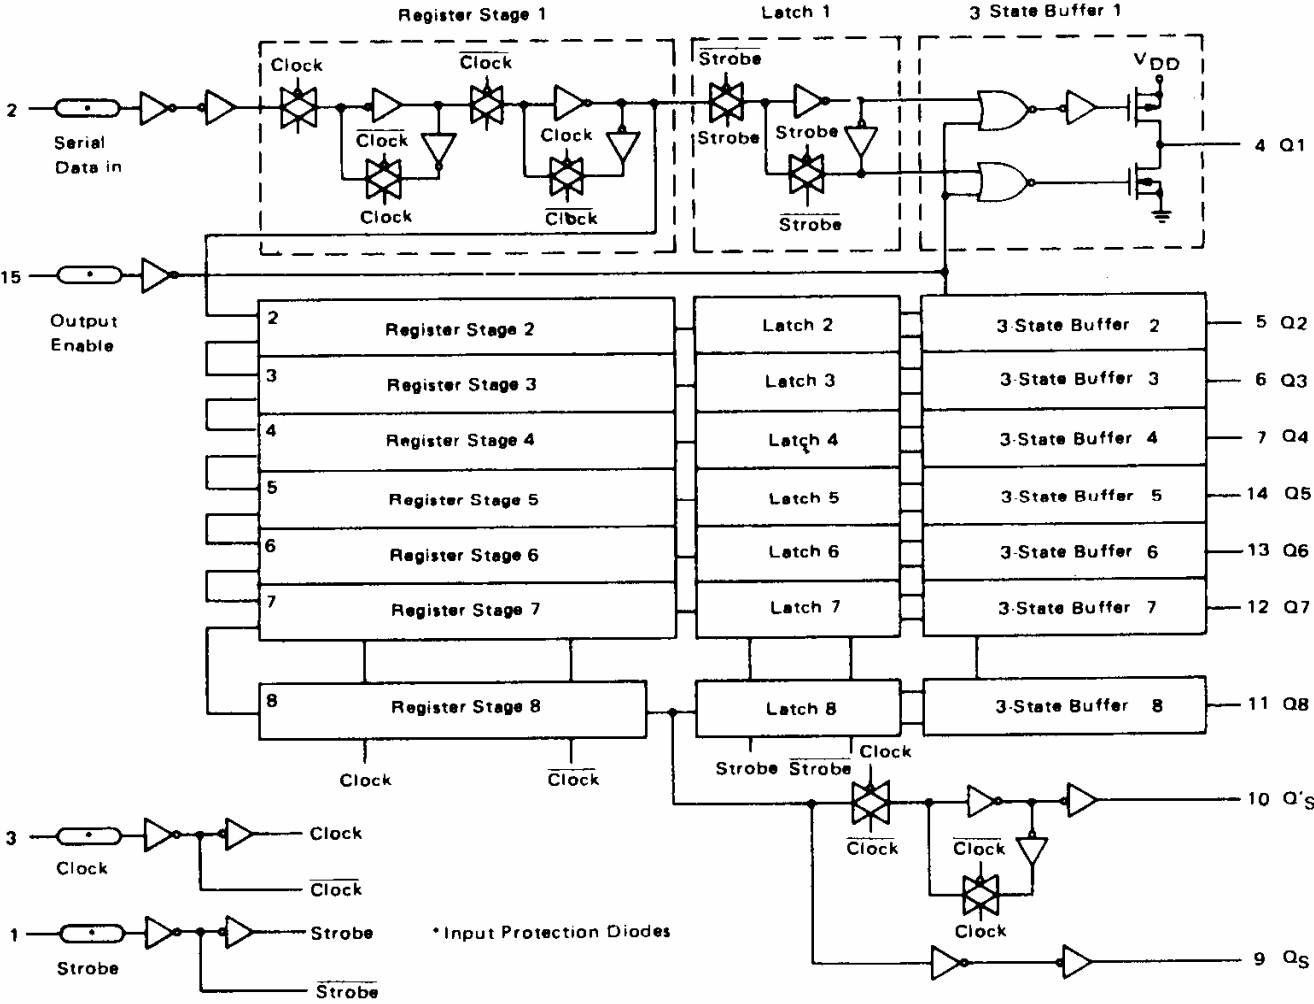 Register Stage 1
Latch 1
3 State Buffer 1
Clock
Clock
Strobe
VDD
2
Serial
Data in
Clock
Clock
Strobe
Strobe
4 Q1
Clock
Clock
Strobe
15
Output
Enable
2 Register Stage 2 Latch 2 3-State Buffer 2 5 Q2
3 Register Stage 3 Latch 3 3-State Buffer 3 6 Q3
4 Register Stage 4 Latch 4 3-State Buffer 4 7 Q4
5 Register Stage 5 Latch 5 3-State Buffer 5 14 Q5
6 Register Stage 6 Latch 6 3-State Buffer 6 13 Q6
7 Register Stage 7 Latch 7 3-State Buffer 7 12 Q7
8 Register Stage 8 Latch 8 3-State Buffer 8 11 Q8
Clock
Clock
Strobe
Strobe
Clock
10 Q'S
Clock
Clock
Clock
9 QS
3
Clock
Clock
Clock
1
Strobe
Strobe
Strobe
*Input Protection Diodes